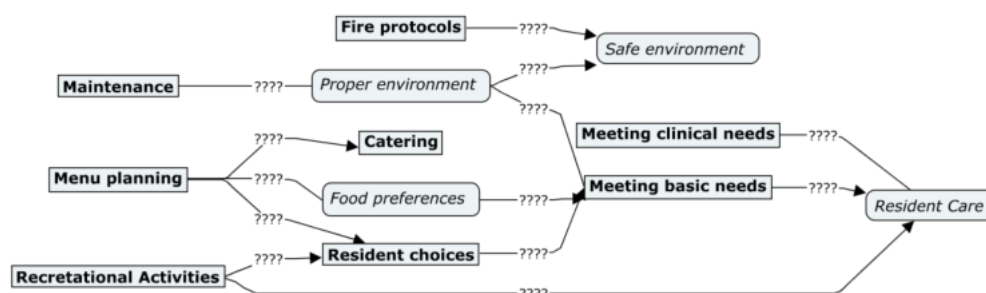 Fire protocols
????
Safe environment
????
Maintenance
????
Proper environment
????
Meeting clinical needs
????
????
Catering
Menu planning
????
Food preferences
????
Meeting basic needs
????
Resident Care
????
Recretational Activities
????
Resident choices
????
????